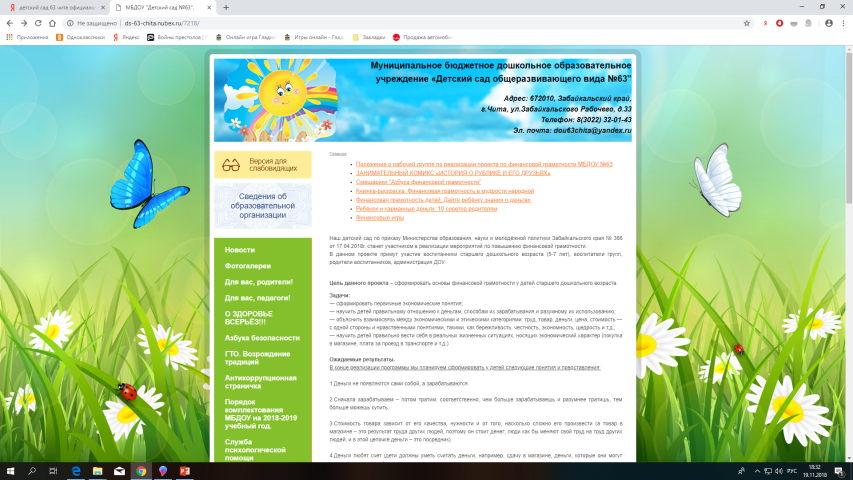 детский сад 63 чита официальн
МБДОУ "Детский сад №63".
Не защищено
ds-63-chita.nubex.ru/7218/
Приложения
Одноклассники
Яндекс
Войны престолов
Онлайн игра Глади
Игры онлайн – Глад
Закладки
Продажа автомоби
Муниципальное бюджетное дошкольное образовательное
учреждение «Детский сад общеразвивающего вида №63"
Адрес: 672010, Забайкальский край,
г.Чита, ул.Забайкальского Рабочево, д.33
Телефон: 8(3022) 32-01-43
Эл. почта: dou63chita@yandex.ru
Версия для
слабовидящих
Сведения об
образовательной
организации
Новости
Фотогалереи
Для вас, родители!
Для вас, педагоги!
О ЗДОРОВЬЕ
ВСЕРЬЁЗ!!!
Азбука безопасности
ГТО. Возрождение
традиций
Антикоррупционная
страничка
Порядок
комплектования
МБДОУ на 2018-2019
учебный год.
Служба
психологической
помощи
Главная
Положение о рабочей группе по реализации проекта по финансовой грамотности МБДОУ №63
ЗАНИМАТЕЛЬНЫЙ КОМИКС «ИСТОРИЯ О РУБЛИКЕ И ЕГО ДРУЗЬЯХ»
Смешарики "Азбука финансовой грамотности"
Книжка-раскраска. Финансовая грамотность в мудрости народной
Финансовая грамотность детей. Дайте ребёнку знания о деньгах
Ребёнок и карманные деньги. 10 советов родителям
Финансовые игры
Наш детский сад по приказу Министерства образования, науки и молодёжной политики Забайкальского края № 366
от 17.04.2018г. станет участником в реализации мероприятий по повышению финансовой грамотности.
В данном проекте примут участие воспитанники старшего дошкольного возраста (5-7 лет), воспитатели групп,
родители воспитанников, администрация ДОУ.
Цель данного проекта – сформировать основы финансовой грамотности у детей старшего дошкольного возраста.
Задачи:
— сформировать первичные экономические понятия;
— научить детей правильному отношению к деньгам, способам их зарабатывания и разумному их использованию;
— объяснить взаимосвязь между экономическими и этическими категориями: труд, товар, деньги, цена, стоимость —
с одной стороны и нравственными понятиями, такими, как бережливость, честность, экономность, щедрость и т.д.;
— научить детей правильно вести себя в реальных жизненных ситуациях, носящих экономический характер (покупка
в магазине, плата за проезд в транспорте и т.д.)
Ожидаемые результаты.
В конце реализации программы мы планируем сформировать у детей следующие понятия и представления.
1.Деньги не появляются сами собой, а зарабатываются.
2.Сначала зарабатываем – потом тратим: соответственно, чем больше зарабатываешь и разумнее тратишь, тем
больше можешь купить.
3.Стоимость товара зависит от его качества, нужности и от того, насколько сложно его произвести (а товар в
магазине – это результат труда других людей, поэтому он стоит денег; люди как бы меняют свой труд на труд других
людей, и в этой цепочке деньги – это посредник).
4.Деньги любят счет (дети должны уметь считать деньги, например, сдачу в магазине, деньги, которые они могут
РУС
18:32
19.11.2018